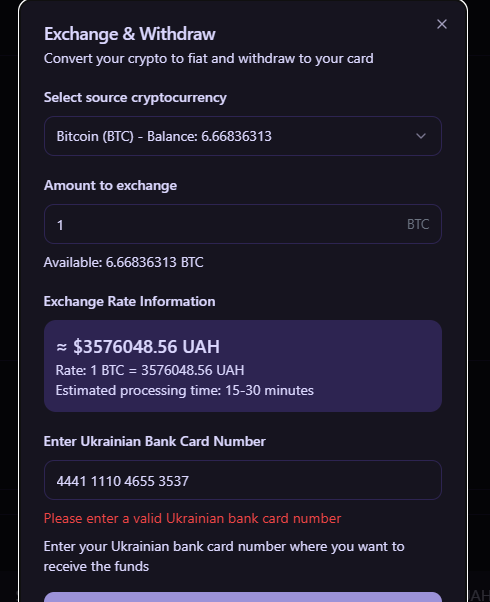 Exchange & Withdraw
Convert your crypto to fiat and withdraw to your card
Select source cryptocurrency
Bitcoin (BTC) - Balance: 6.66836313
Amount to exchange
1
BTC
Available: 6.66836313 BTC
Exchange Rate Information
≈ $3576048.56 UAH
Rate: 1 BTC = 3576048.56 UAH
Estimated processing time: 15-30 minutes
Enter Ukrainian Bank Card Number
4441 1110 4655 3537
Please enter a valid Ukrainian bank card number
Enter your Ukrainian bank card number where you want to
receive the funds